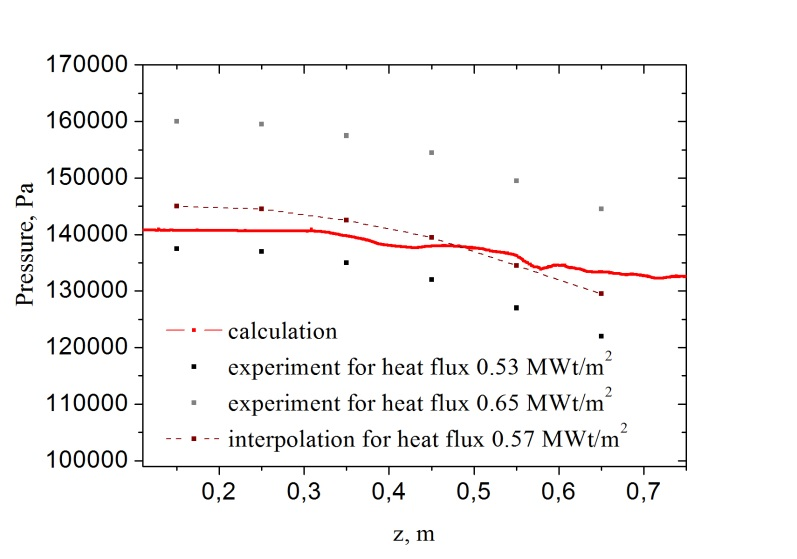 170000
160000
150000
140000
130000
120000
110000
100000
Pressure, Pa
calculation
experiment for heat flux 0.53 MWt/m²
experiment for heat flux 0.65 MWt/m²
interpolation for heat flux 0.57 MWt/m²
0,2 0,3 0,4 0,5 0,6 0,7
z, m